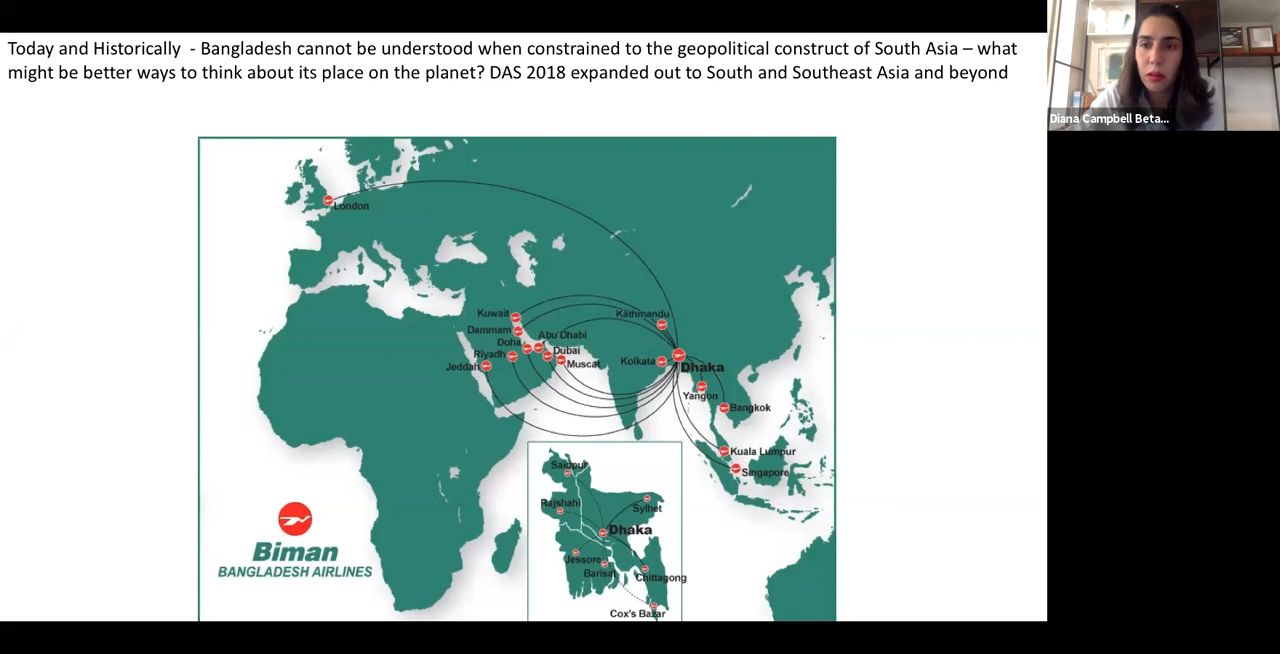 Today and Historically - Bangladesh cannot be understood when constrained to the geopolitical construct of South Asia – what
might be better ways to think about its place on the planet? DAS 2018 expanded out to South and Southeast Asia and beyond
Diana Campbell Beta...
London
Kuwait
Kathmandu
Dammam
Abu Dhabi
Doha
Dubai
Riyadh
Kolkata
Muscat
Jeddah
Dhaka
Yangon
Bangkok
Kuala Lumpur
Singapore
Saidpur
Rajshahi
Sylhet
Dhaka
Jessore
Barisal
Chittagong
Cox's Bazar
Biman
BANGLADESH AIRLINES